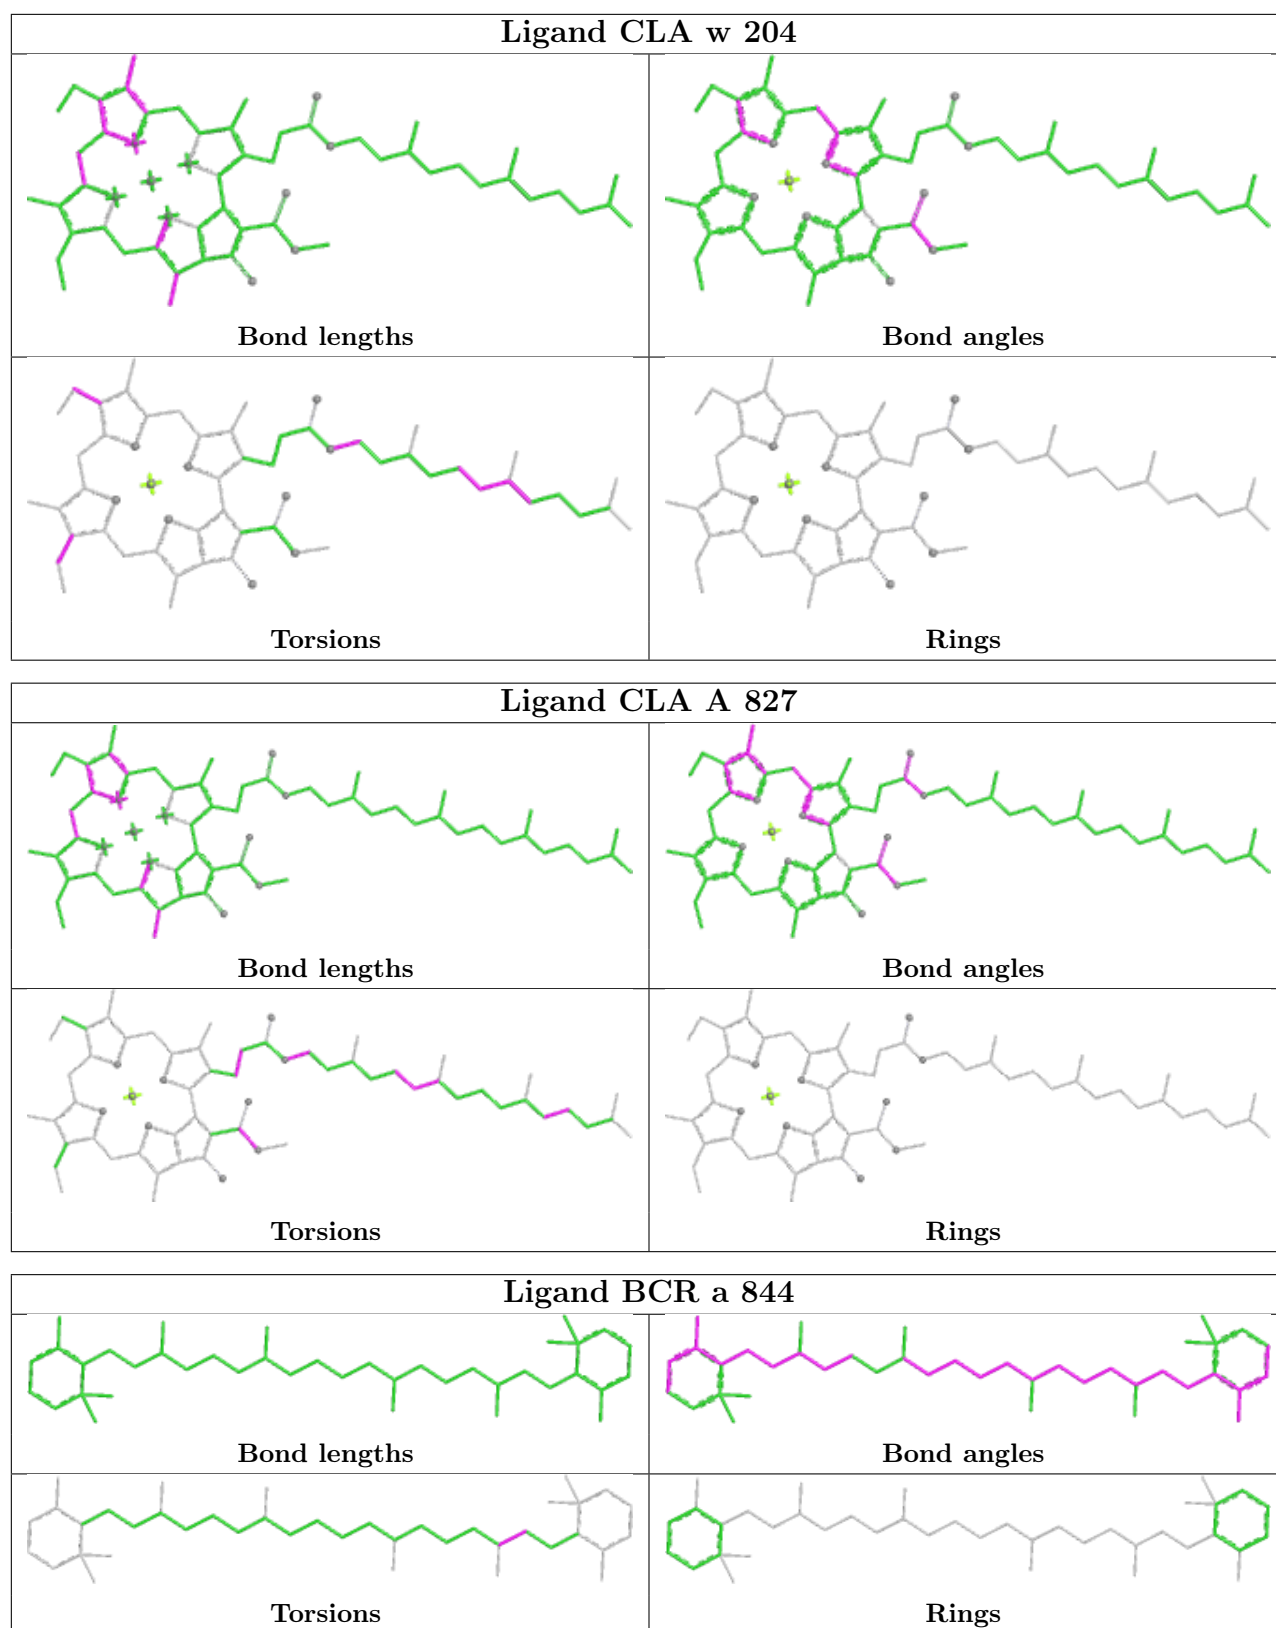 Ligand CLA w 204
Bond lengths
Bond angles
Torsions
Rings
Ligand CLA A 827
Bond lengths
Bond angles
Torsions
Rings
Ligand BCR a 844
Bond lengths
Bond angles
Torsions
Rings